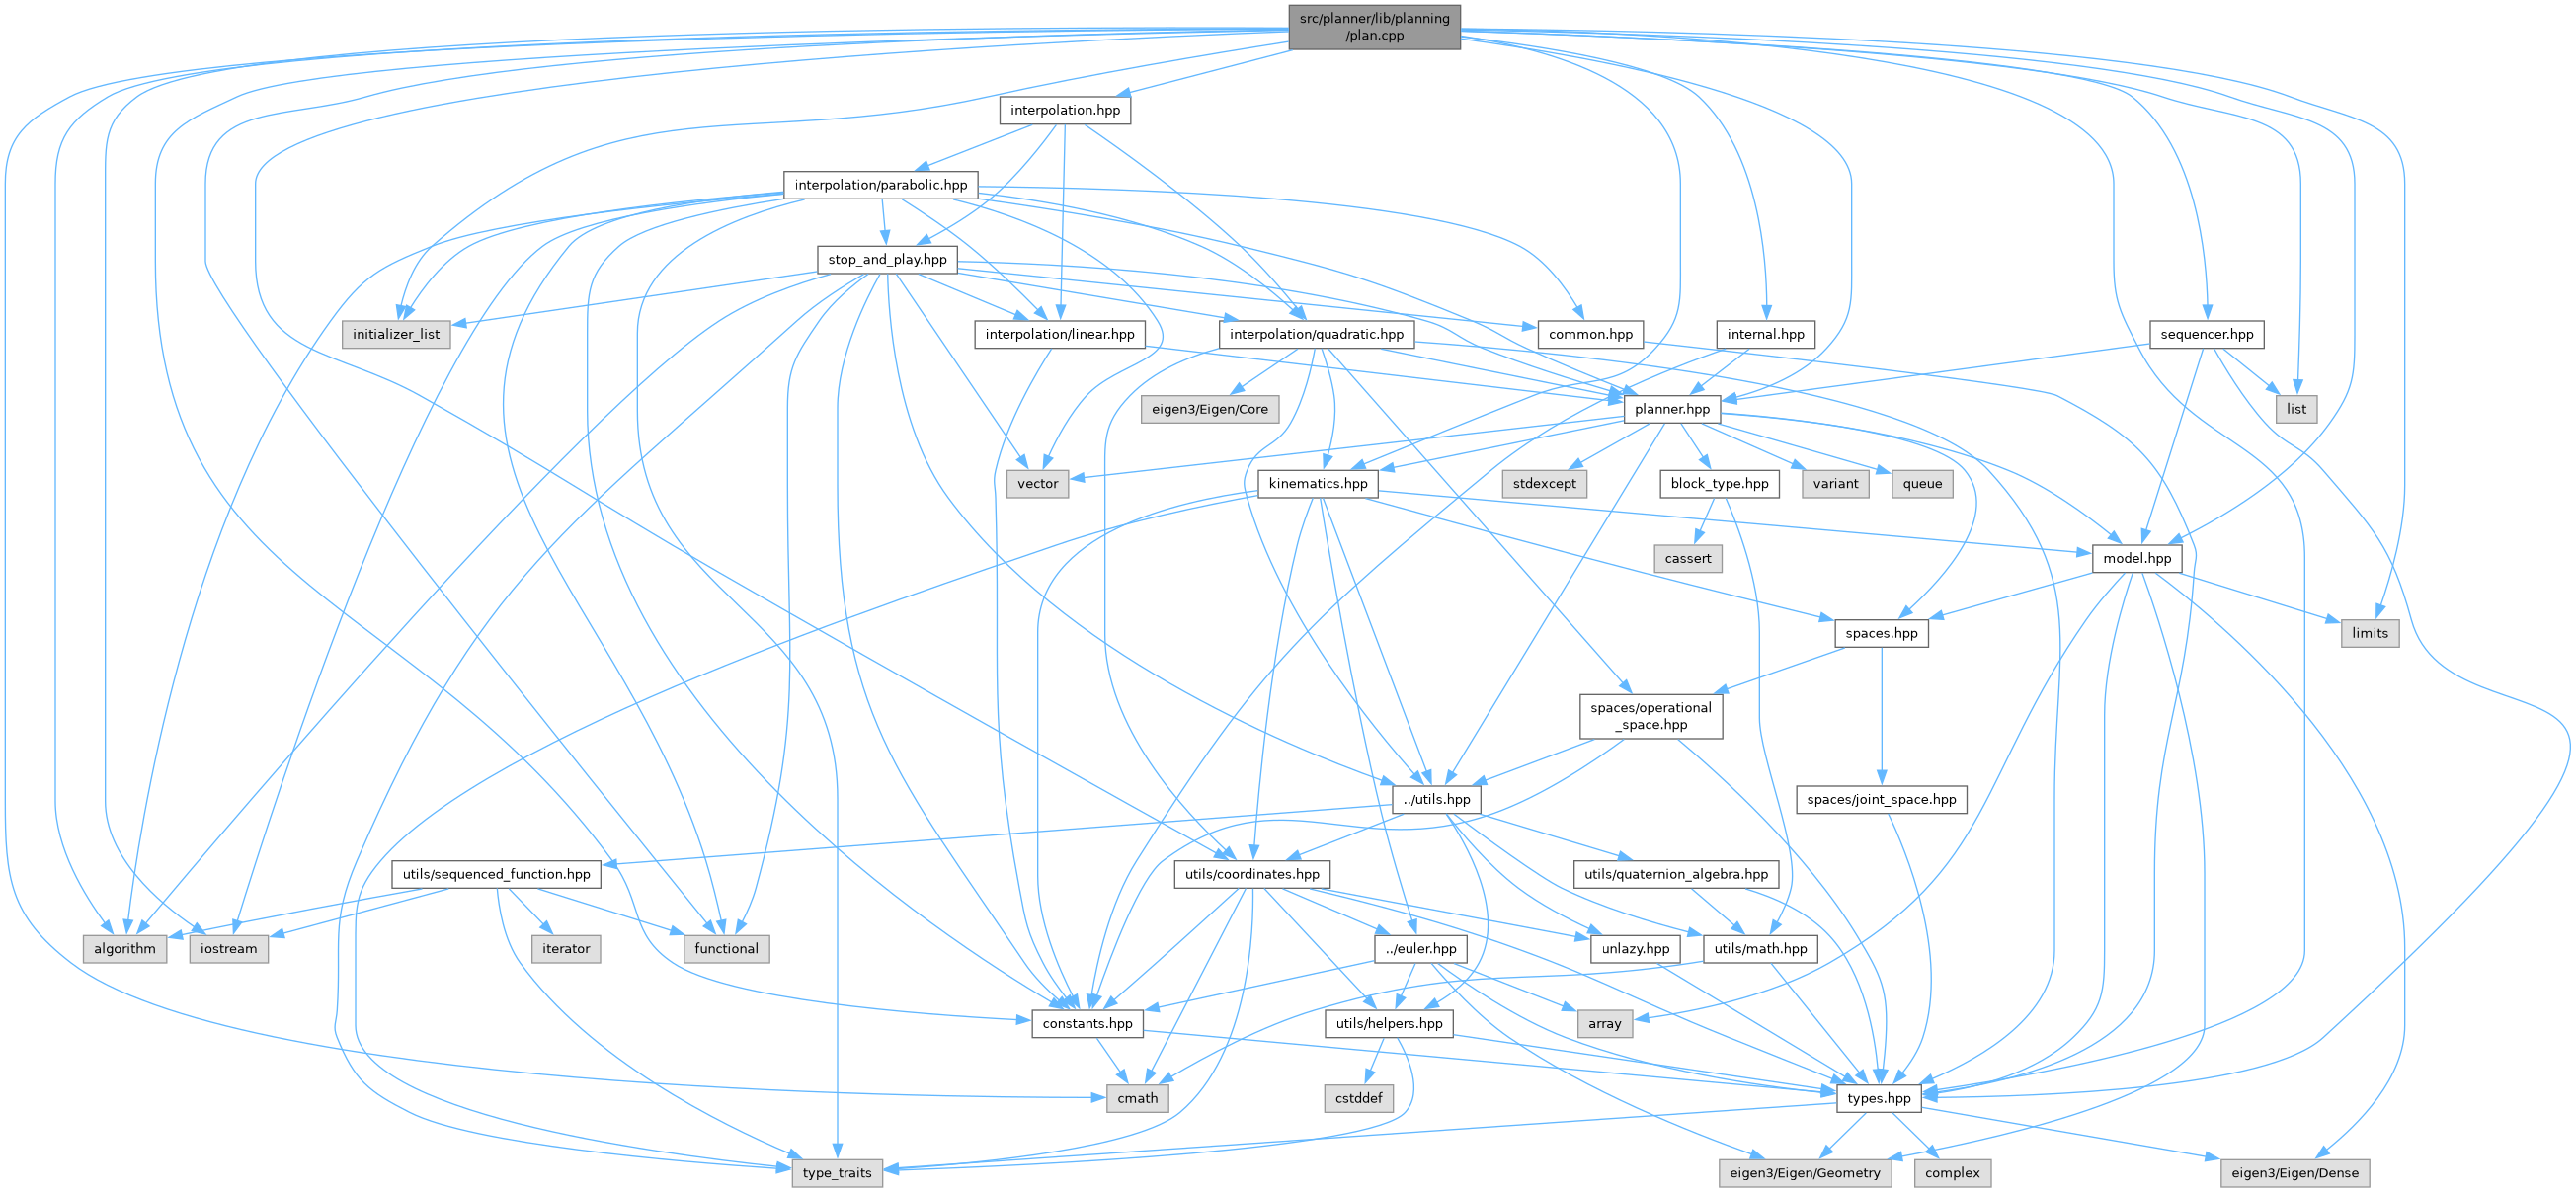 src/planner/lib/planning
/plan.cpp
interpolation.hpp
interpolation/parabolic.hpp
stop_and_play.hpp
initializer_list
interpolation/linear.hpp
interpolation/quadratic.hpp
common.hpp
internal.hpp
sequencer.hpp
eigen3/Eigen/Core
planner.hpp
list
vector
kinematics.hpp
stdexcept
block_type.hpp
variant
queue
cassert
model.hpp
spaces.hpp
limits
spaces/operational
_space.hpp
../utils.hpp
spaces/joint_space.hpp
utils/sequenced_function.hpp
utils/coordinates.hpp
utils/quaternion_algebra.hpp
algorithm
iostream
iterator
functional
../euler.hpp
unlazy.hpp
utils/math.hpp
constants.hpp
utils/helpers.hpp
array
cmath
cstddef
types.hpp
type_traits
eigen3/Eigen/Geometry
complex
eigen3/Eigen/Dense